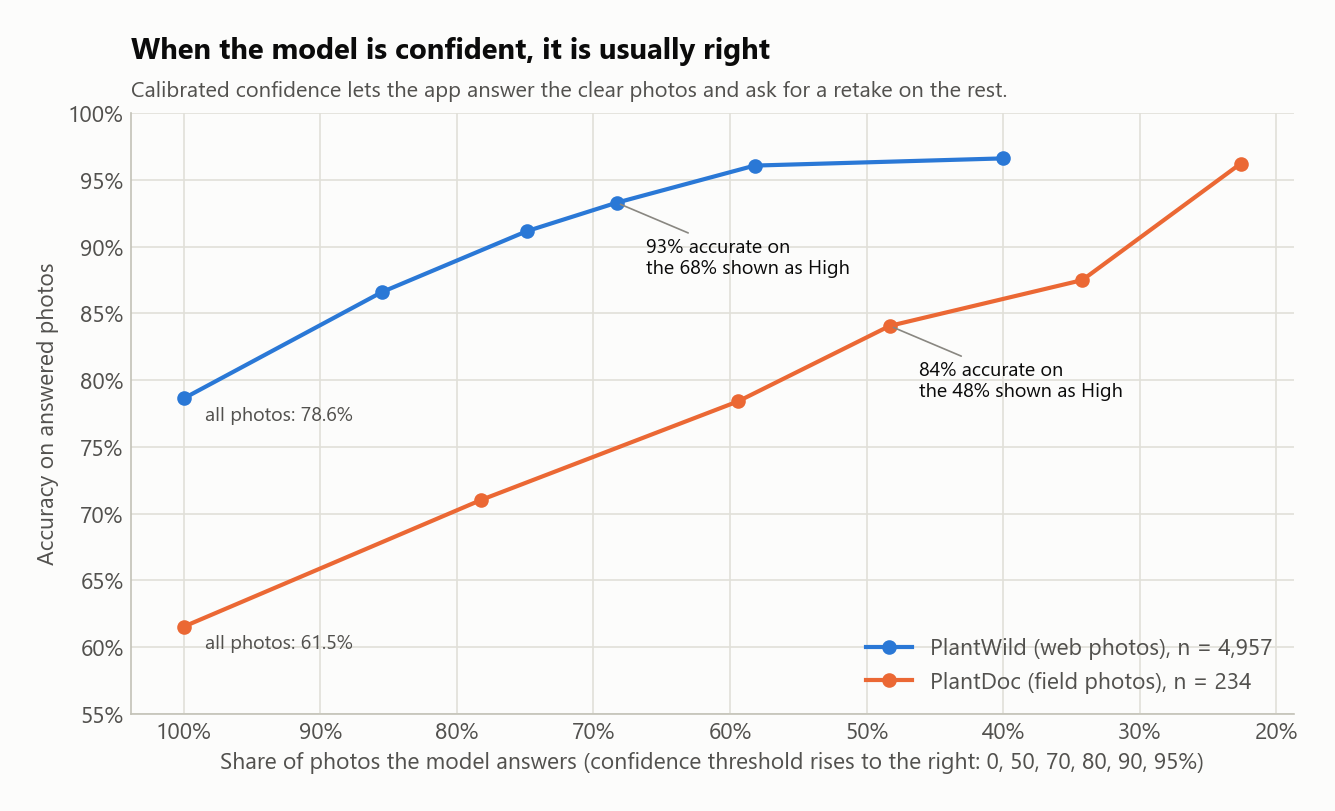 When the model is confident, it is usually right
Calibrated confidence lets the app answer the clear photos and ask for a retake on the rest.
100%
95%
90%
85%
80%
75%
70%
65%
60%
55%
Accuracy on answered photos
93% accurate on
the 68% shown as High
84% accurate on
the 48% shown as High
all photos: 78.6%
all photos: 61.5%
PlantWild (web photos), n = 4,957
PlantDoc (field photos), n = 234
100% 90% 80% 70% 60% 50% 40% 30% 20%
Share of photos the model answers (confidence threshold rises to the right: 0, 50, 70, 80, 90, 95%)